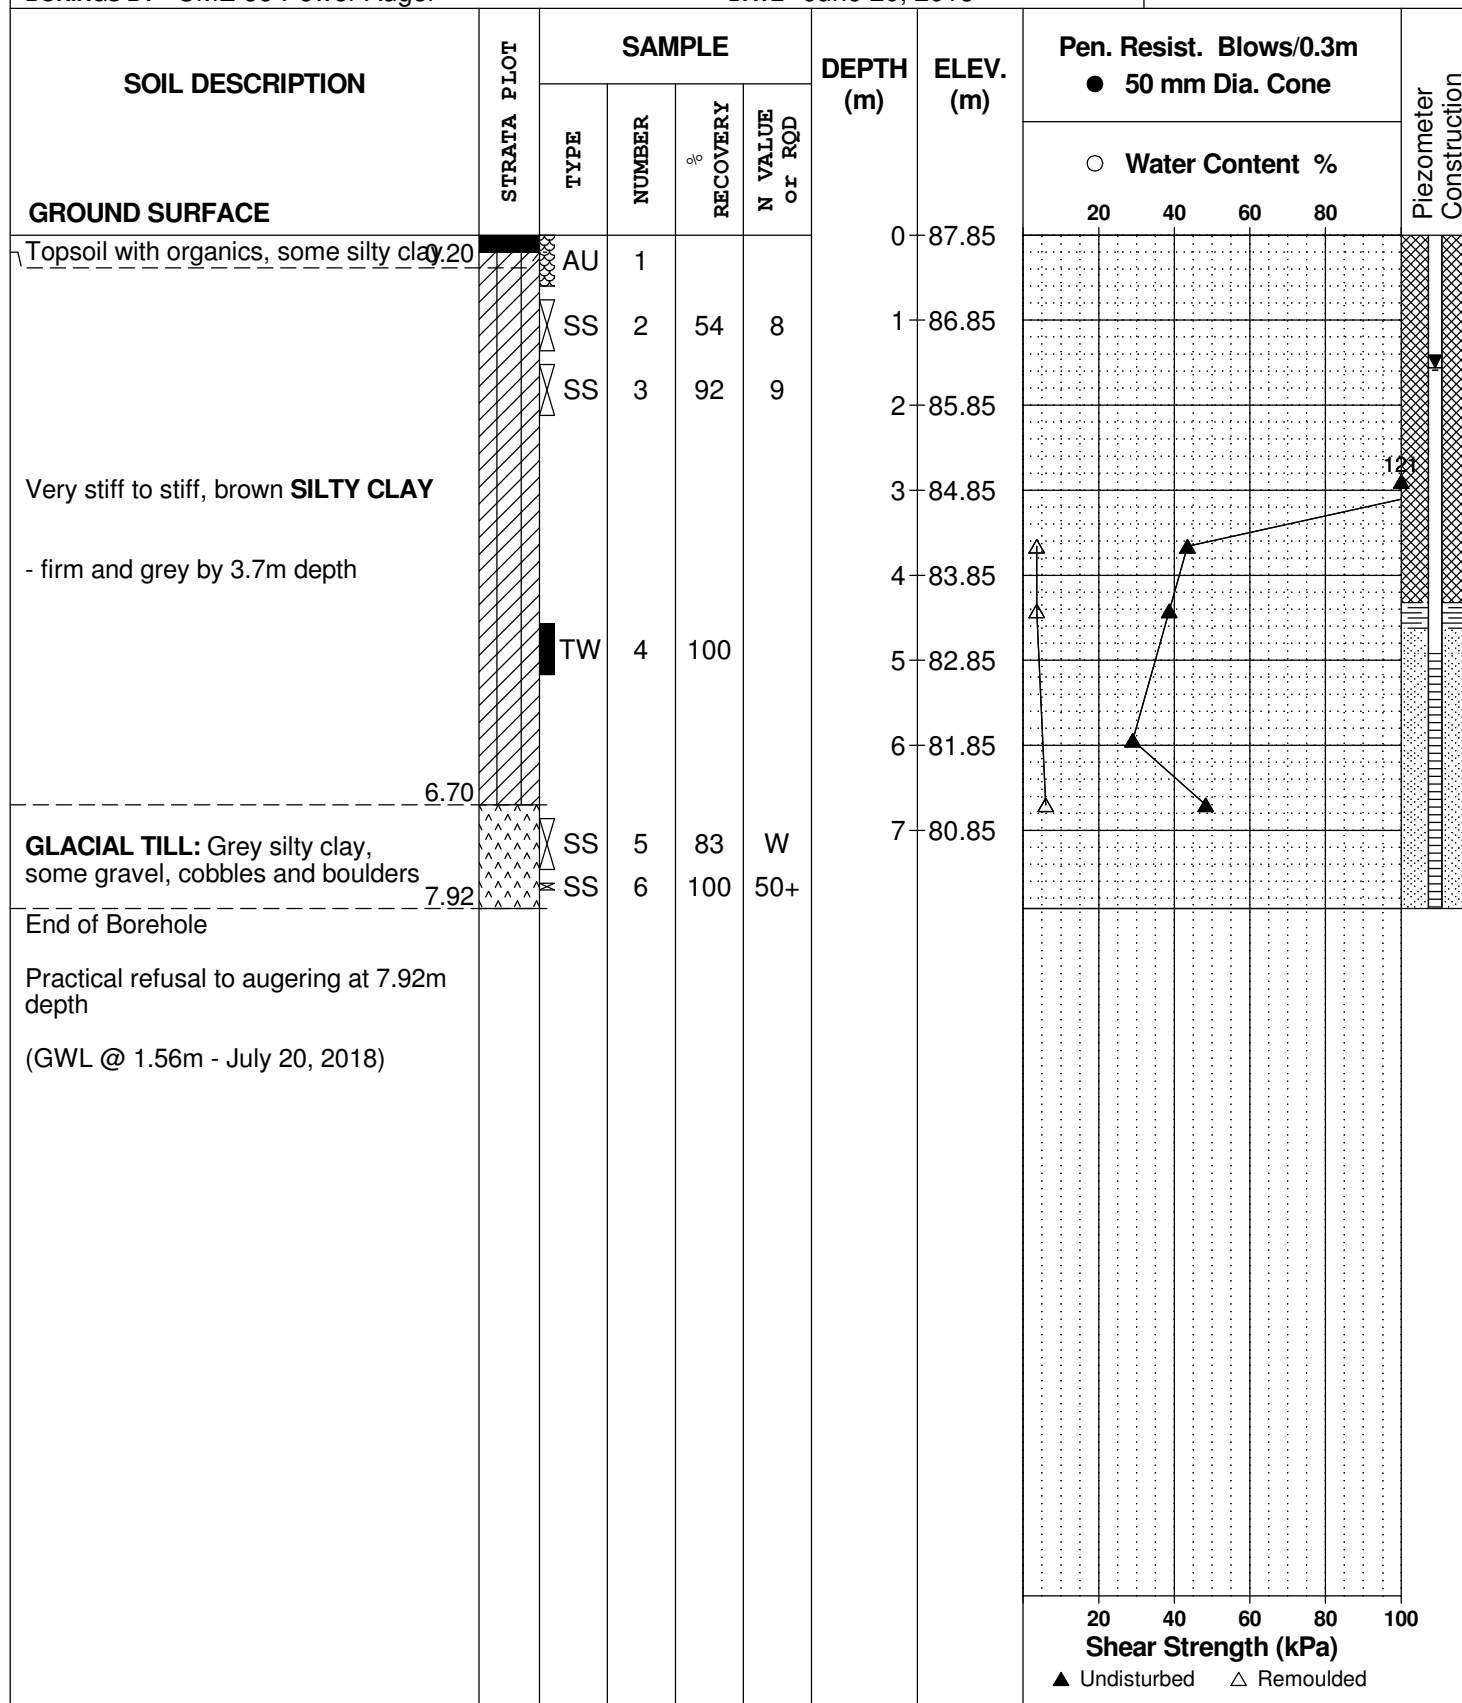 SOIL DESCRIPTION
GROUND SURFACE
STRATA PLOT
SAMPLE
TYPE
NUMBER
% RECOVERY
N VALUE or RQD
DEPTH (m)
ELEV. (m)
Pen. Resist. Blows/0.3m
● 50 mm Dia. Cone
○ Water Content %
20 40 60 80
Piezometer Construction
0 87.85
Topsoil with organics, some silty clay 0.20
AU 1
SS 2 54 8
1 86.85
SS 3 92 9
2 85.85
121
Very stiff to stiff, brown SILTY CLAY
3 84.85
- firm and grey by 3.7m depth
4 83.85
TW 4 100
5 82.85
6 81.85
6.70
7 80.85
GLACIAL TILL: Grey silty clay,
some gravel, cobbles and boulders
SS 5 83 W
SS 6 100 50+
7.92
End of Borehole
Practical refusal to augering at 7.92m
depth
(GWL @ 1.56m - July 20, 2018)
20 40 60 80 100
Shear Strength (kPa)
▲ Undisturbed △ Remoulded